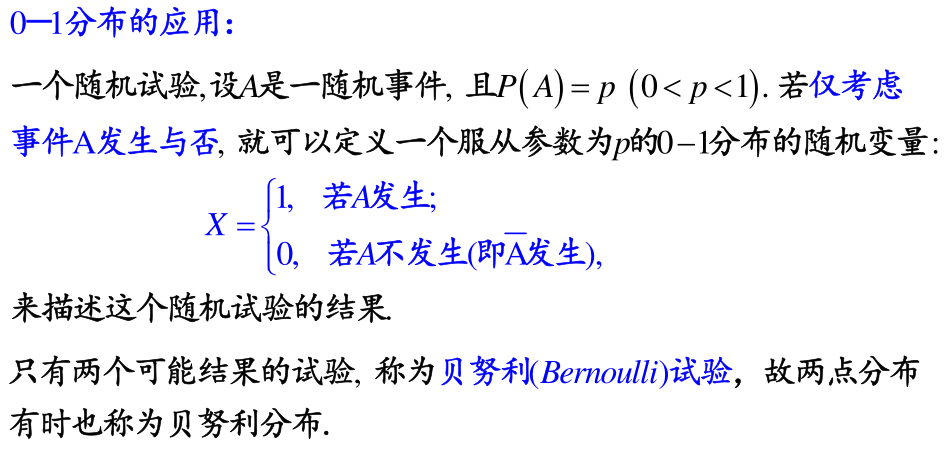 0—1分布的应用：
一个随机试验,设A是一随机事件, 且P(A)=p (0<p<1). 若仅考虑
事件A发生与否, 就可以定义一个服从参数为p的0−1分布的随机变量:
X = { 1, 若A发生;
0, 若A不发生(即A̅发生),
来描述这个随机试验的结果.
只有两个可能结果的试验, 称为贝努利(Bernoulli)试验，故两点分布
有时也称为贝努利分布.